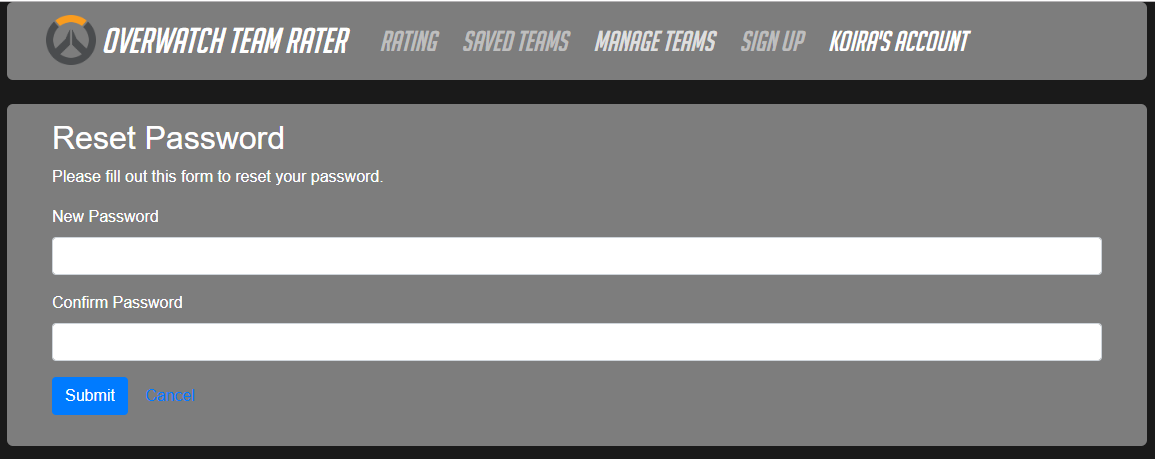 OVERWATCH TEAM RATER RATING SAVED TEAMS MANAGE TEAMS SIGN UP KOIRA'S ACCOUNT
Reset Password
Please fill out this form to reset your password.
New Password
Confirm Password
Submit Cancel